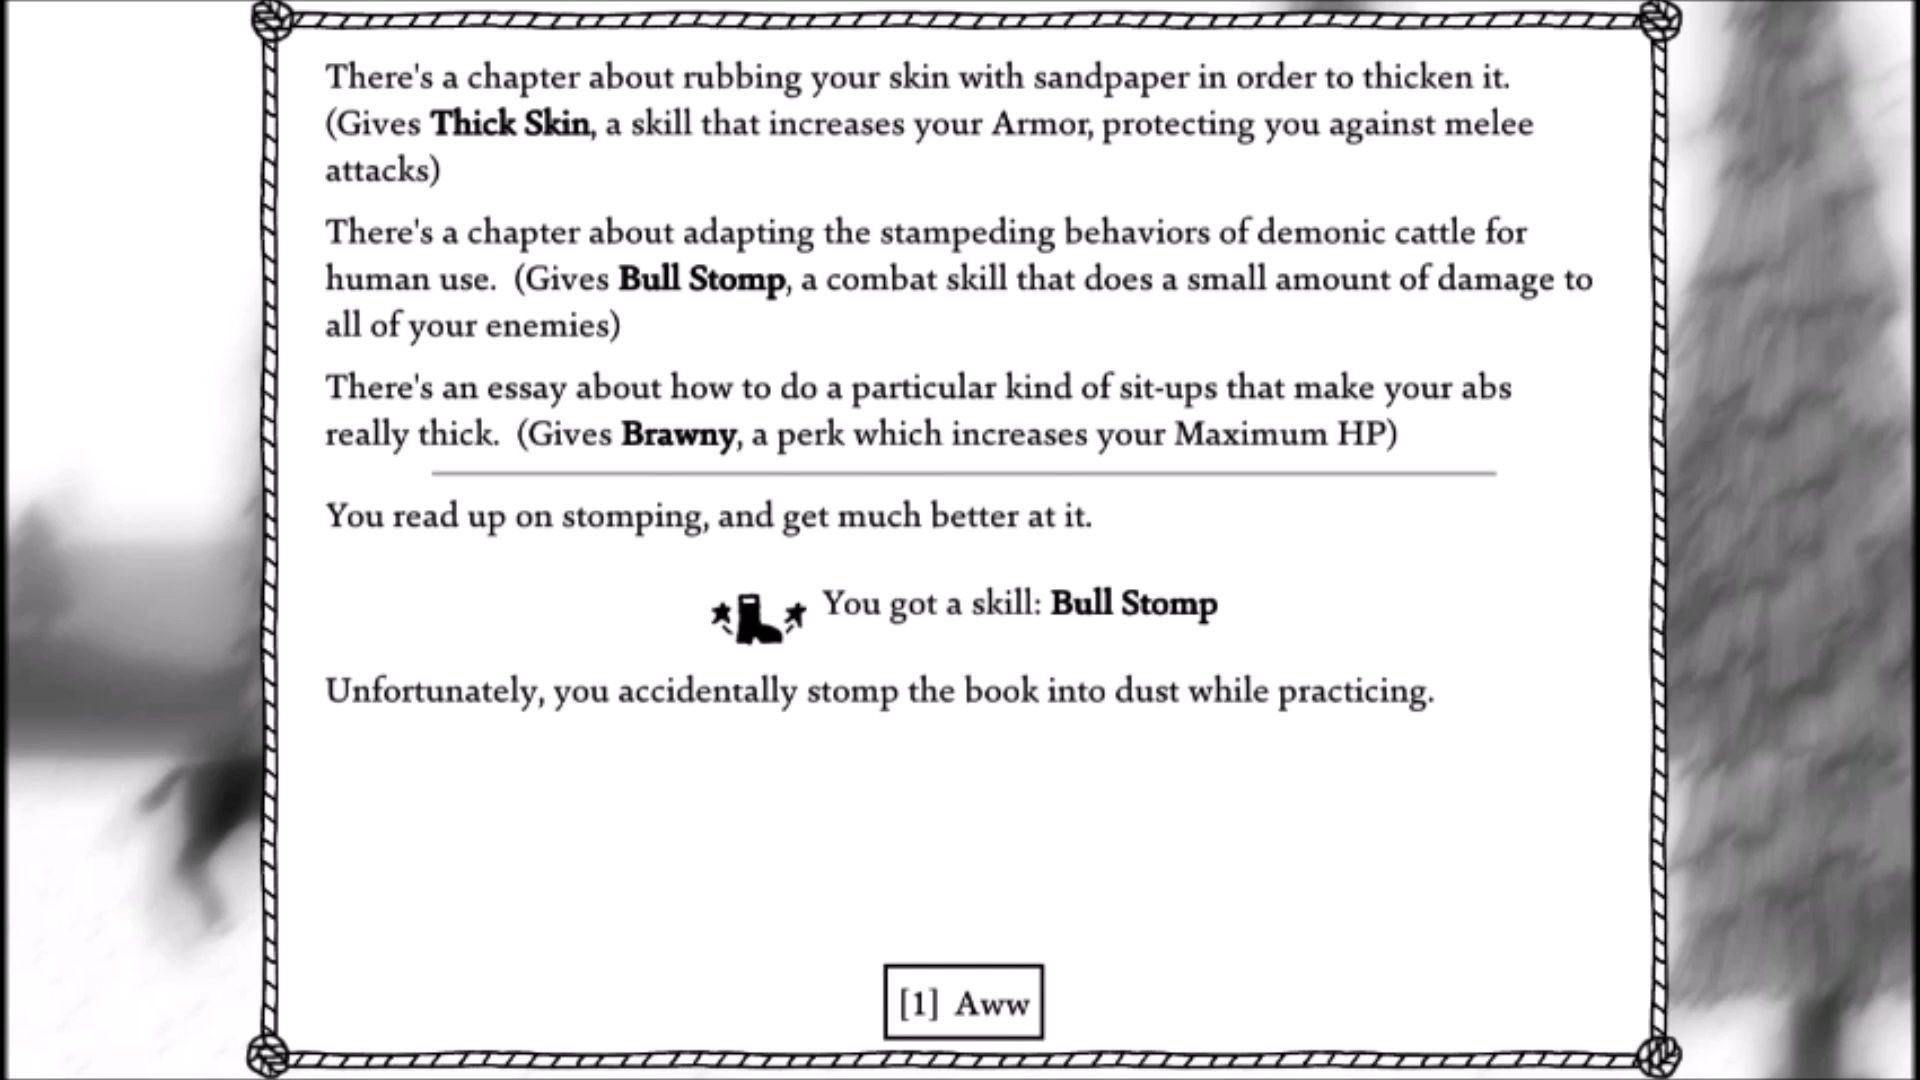 There's a chapter about rubbing your skin with sandpaper in order to thicken it.
(Gives Thick Skin, a skill that increases your Armor, protecting you against melee
attacks)
There's a chapter about adapting the stampeding behaviors of demonic cattle for
human use.  (Gives Bull Stomp, a combat skill that does a small amount of damage to
all of your enemies)
There's an essay about how to do a particular kind of sit-ups that make your abs
really thick.  (Gives Brawny, a perk which increases your Maximum HP)
You read up on stomping, and get much better at it.
You got a skill: Bull Stomp
Unfortunately, you accidentally stomp the book into dust while practicing.
[1] Aww